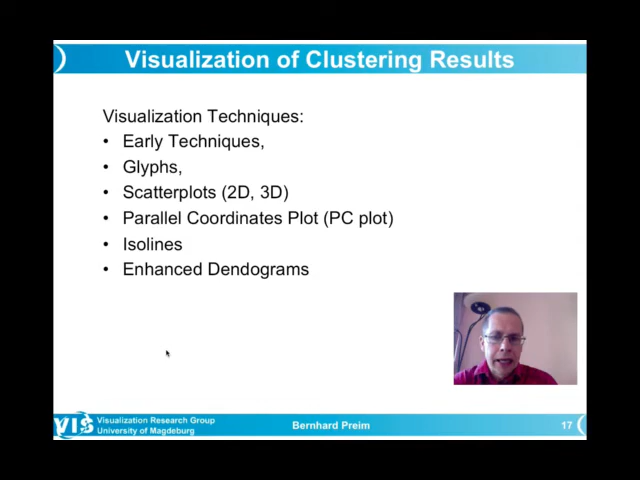 Visualization of Clustering Results
Visualization Techniques:
• Early Techniques,
• Glyphs,
• Scatterplots (2D, 3D)
• Parallel Coordinates Plot (PC plot)
• Isolines
• Enhanced Dendograms
VIS
Visualization Research Group
University of Magdeburg
Bernhard Preim
17